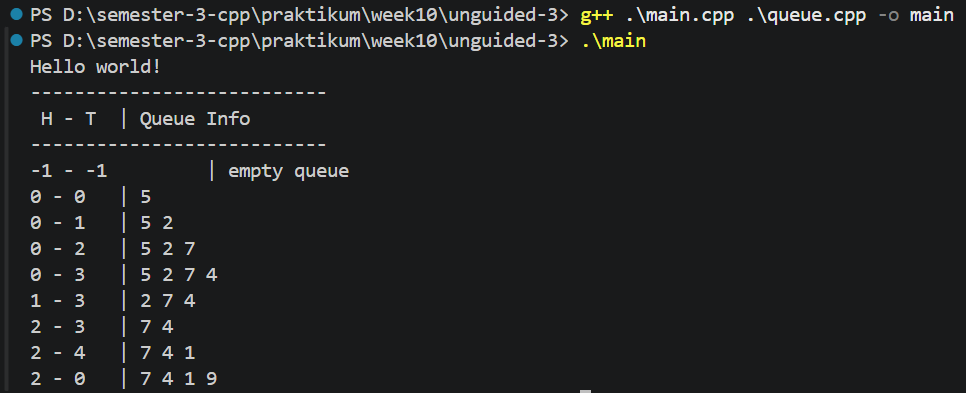 PS D:\semester-3-cpp\praktikum\week10\unguided-3> g++ .\main.cpp .\queue.cpp -o main
PS D:\semester-3-cpp\praktikum\week10\unguided-3> .\main
Hello world!
---------------------------
 H - T  | Queue Info
---------------------------
-1 - -1         | empty queue
0 - 0   | 5
0 - 1   | 5 2
0 - 2   | 5 2 7
0 - 3   | 5 2 7 4
1 - 3   | 2 7 4
2 - 3   | 7 4
2 - 4   | 7 4 1
2 - 0   | 7 4 1 9